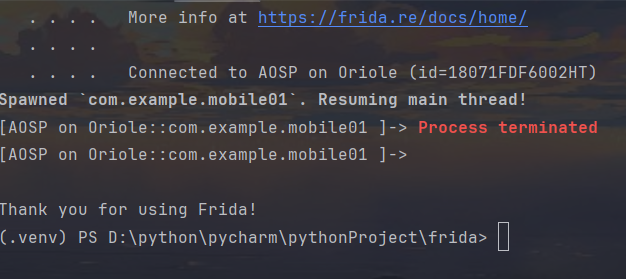 . . . .   More info at https://frida.re/docs/home/
. . . .
. . . .   Connected to AOSP on Oriole (id=18071FDF6002HT)
Spawned `com.example.mobile01`. Resuming main thread!
[AOSP on Oriole::com.example.mobile01 ]-> Process terminated
[AOSP on Oriole::com.example.mobile01 ]->
Thank you for using Frida!
(.venv) PS D:\python\pycharm\pythonProject\frida>